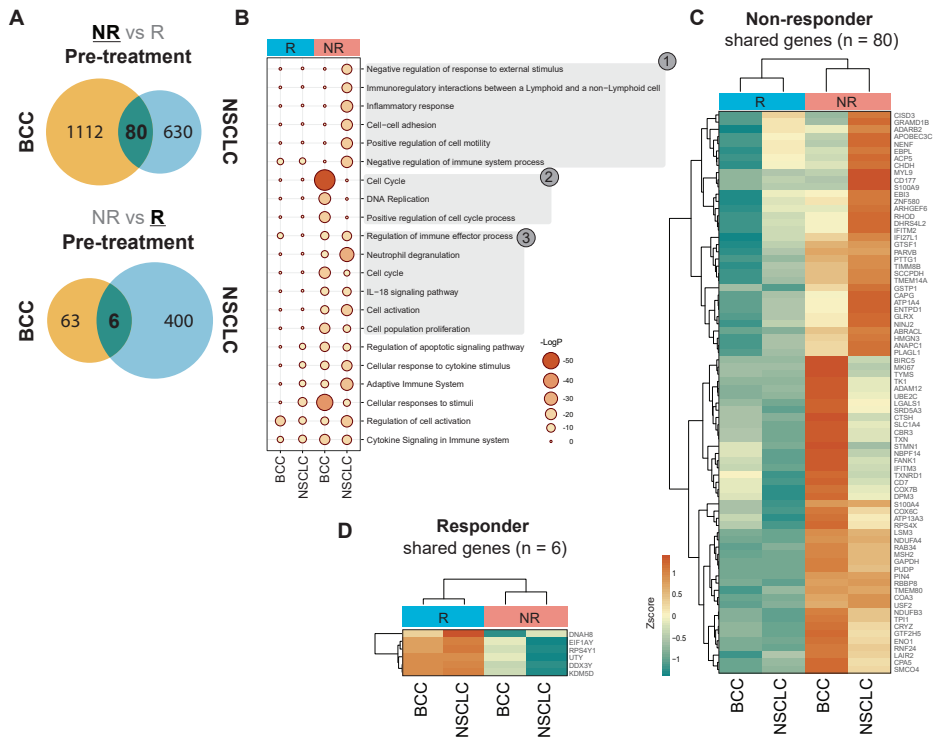 A
NR vs R
Pre-treatment
BCC
1112
80
630
NSCLC
NR vs R
Pre-treatment
BCC
63
6
400
NSCLC
B
R
NR
1
Negative regulation of response to external stimulus
Immunoregulatory interactions between a Lymphoid and a non-Lymphoid cell
Inflammatory response
Cell-cell adhesion
Positive regulation of cell motility
Negative regulation of immune system process
2
Cell Cycle
DNA Replication
Positive regulation of cell cycle process
3
Regulation of immune effector process
Neutrophil degranulation
Cell cycle
IL-18 signaling pathway
Cell activation
Cell population proliferation
Regulation of apoptotic signaling pathway
Cellular response to cytokine stimulus
Adaptive Immune System
Cellular responses to stimuli
Regulation of cell activation
Cytokine Signaling in Immune system
BCC
NSCLC
BCC
NSCLC
-LogP
-50
-40
-30
-20
-10
0
C
Non-responder
shared genes (n = 80)
R
NR
CISD3
GRAMD1B
ADARB2
APOBEC3C
NENF
EBPL
ACP5
CHDH
MYL9
CD177
S100A9
EBI3
ZNF580
ARHGEF6
RHOD
DHRS4L2
IFITM2
IFI27L1
GTSF1
PARVB
PTTG1
TIMM8B
SCCPDH
TMEM14A
GSTP1
CAPG
ATP1A4
ENTPD1
GLRX
NINJ2
ABRACL
HMGN3
ANAPC1
PLAGL1
BIRC5
MKI67
TYMS
TK1
ADAM12
UBE2C
LGALS1
SRD5A3
CTSH
SLC1A4
CBR3
TXN
STMN1
NBPF14
FANK1
IFITM3
TXNRD1
CD7
COX7B
DPM3
S100A4
COX6C
ATP13A3
RPS4X
LSM3
NDUFA4
RAB34
MSH2
GAPDH
PUDP
PIN4
RBBP8
TMEM80
COA3
USF2
NDUFB3
TPI1
CRYZ
GTF2H5
ENO1
RNF24
LAIR2
CPA5
SMCO4
BCC
NSCLC
BCC
NSCLC
Zscore
1
0.5
0
−0.5
−1
D
Responder
shared genes (n = 6)
R
NR
DNAH8
EIF1AY
RPS4Y1
UTY
DDX3Y
KDM5D
BCC
NSCLC
BCC
NSCLC